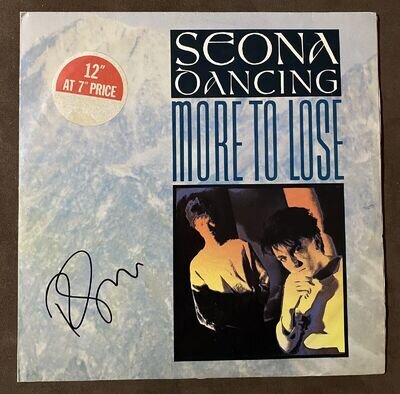 SEONA
DANCING
MORE TO LOSE
12"
AT 7" PRICE